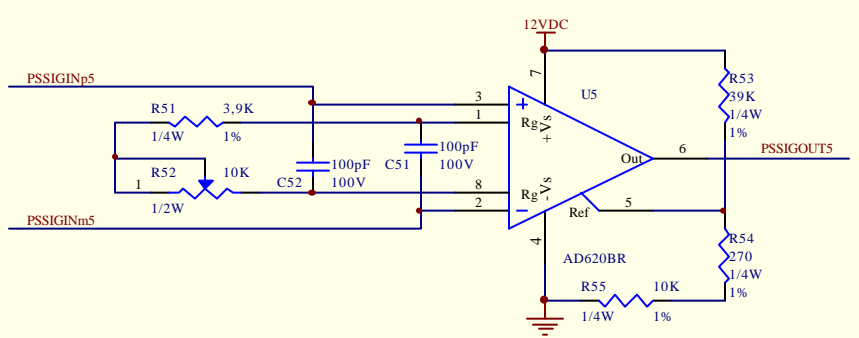 12VDC
PSSIGINp5
7
U5
R53
39K
1/4W
1%
R51 3,9K
1/4W 1%
3
+
1
Rg
+Vs
100pF
100V
C51
PSSIGOUT5
6
Out
R52 10K
1
1/2W
100pF
100V
C52
8
Rg
-Vs
2
−
Ref
5
PSSIGINm5
4
AD620BR
R54
270
1/4W
1%
R55 10K
1/4W 1%